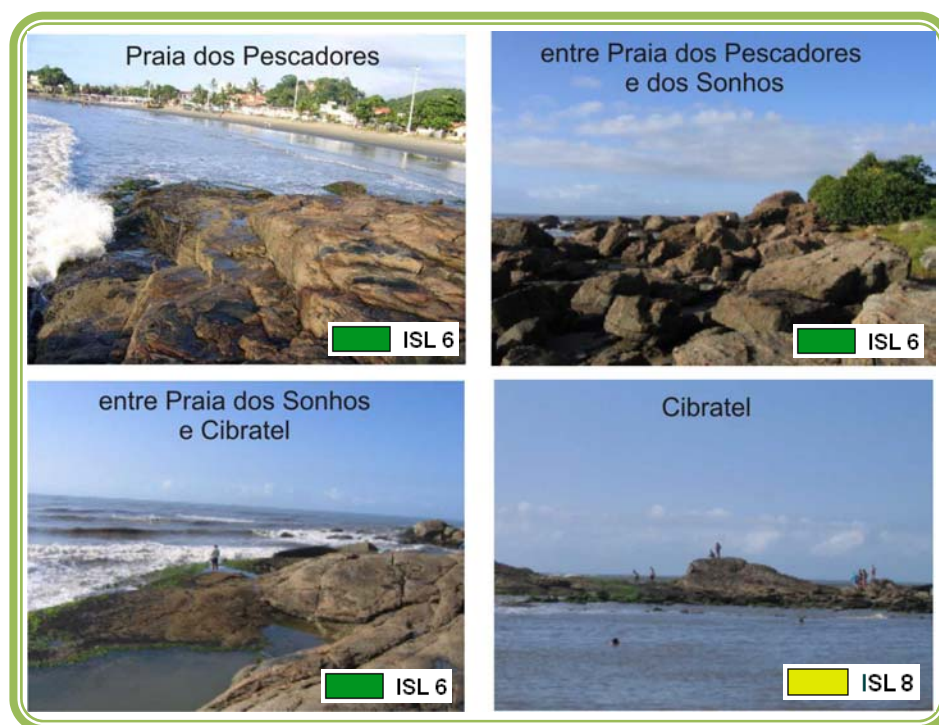 Praia dos Pescadores
ISL 6
entre Praia dos Pescadores
e dos Sonhos
ISL 6
entre Praia dos Sonhos
e Cibratel
ISL 6
Cibratel
ISL 8